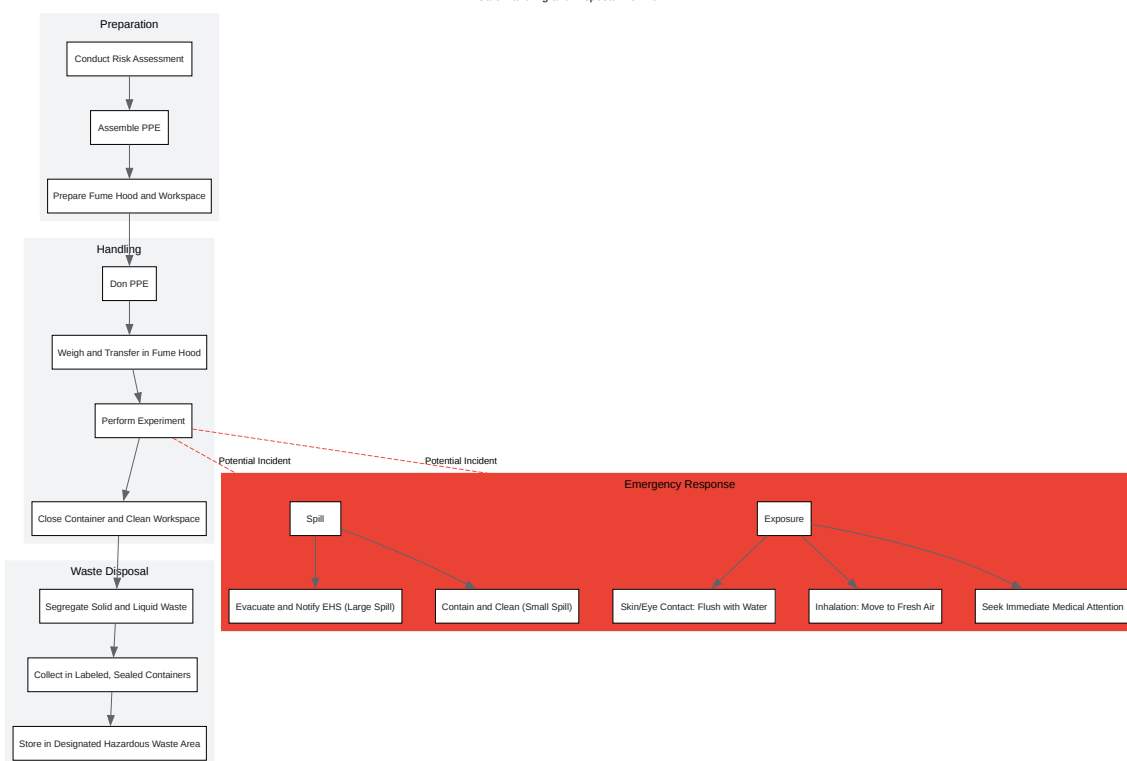 Preparation
Conduct Risk Assessment
Assemble PPE
Prepare Fume Hood and Workspace
Handling
Don PPE
Weigh and Transfer in Fume Hood
Perform Experiment
Potential Incident
Potential Incident
Close Container and Clean Workspace
Emergency Response
Spill
Exposure
Evacuate and Notify EHS (Large Spill)
Contain and Clean (Small Spill)
Skin/Eye Contact: Flush with Water
Inhalation: Move to Fresh Air
Seek Immediate Medical Attention
Waste Disposal
Segregate Solid and Liquid Waste
Collect in Labeled, Sealed Containers
Store in Designated Hazardous Waste Area